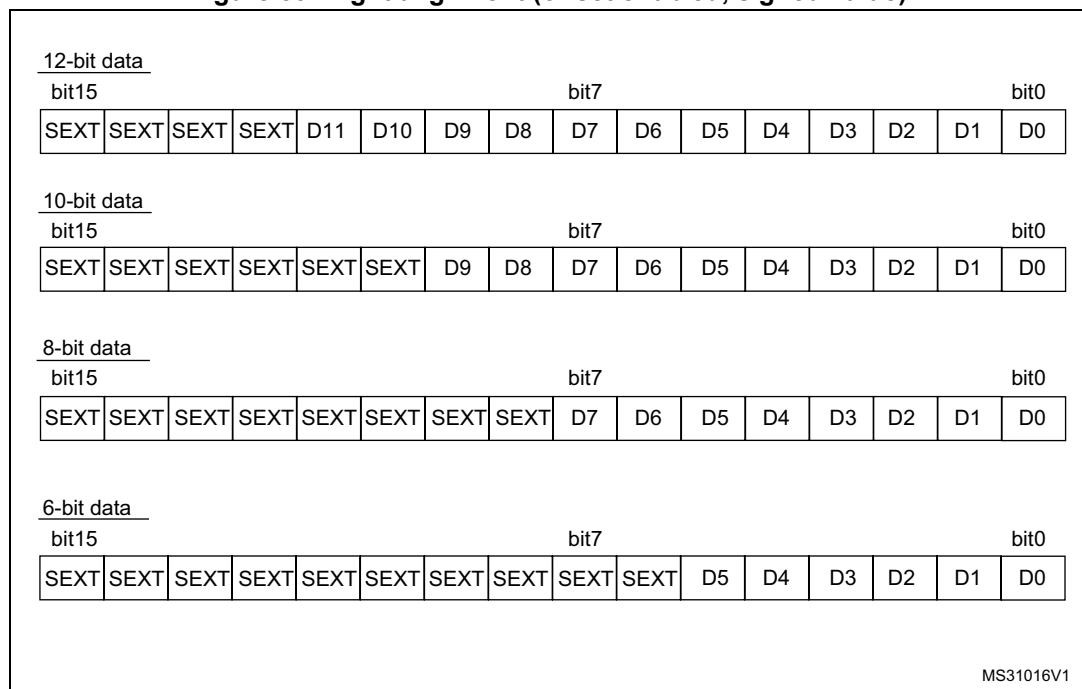 12-bit data
bit15 bit7 bit0
SEXT SEXT SEXT SEXT D11 D10 D9 D8 D7 D6 D5 D4 D3 D2 D1 D0
10-bit data
bit15 bit7 bit0
SEXT SEXT SEXT SEXT SEXT SEXT D9 D8 D7 D6 D5 D4 D3 D2 D1 D0
8-bit data
bit15 bit7 bit0
SEXT SEXT SEXT SEXT SEXT SEXT SEXT SEXT D7 D6 D5 D4 D3 D2 D1 D0
6-bit data
bit15 bit7 bit0
SEXT SEXT SEXT SEXT SEXT SEXT SEXT SEXT SEXT SEXT D5 D4 D3 D2 D1 D0
MS31016V1